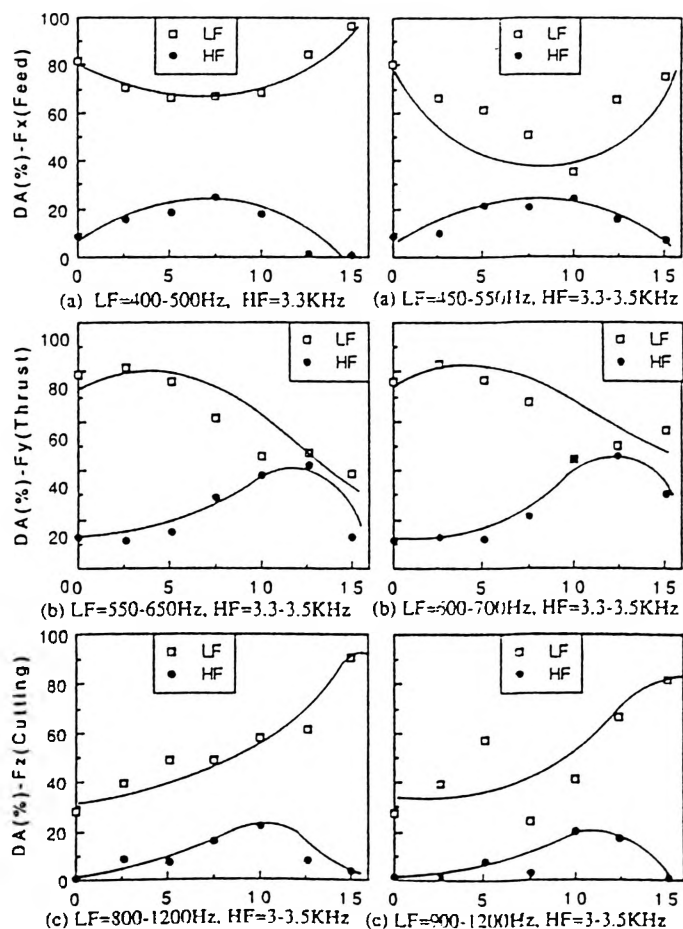 LF LF
HF HF
DA(%)-Fx(Feed)
100
80
60
40
20
0
0 5 10 15 0 5 10 15
(a) LF=400-500Hz, HF=3.3KHz (a) LF=450-550Hz, HF=3.3-3.5KHz
LF LF
HF HF
DA(%)-Fy(Thrust)
100
80
60
40
20
0 5 10 15 0 5 10 15
(b) LF=550-650Hz, HF=3.3-3.5KHz (b) LF=600-700Hz, HF=3.3-3.5KHz
LF LF
HF HF
DA(%)-Fz(Cutting)
100
80
60
40
20
0
0 5 10 15 0 5 10 15
(c) LF=800-1200Hz, HF=3-3.5KHz (c) LF=900-1200Hz, HF=3-3.5KHz